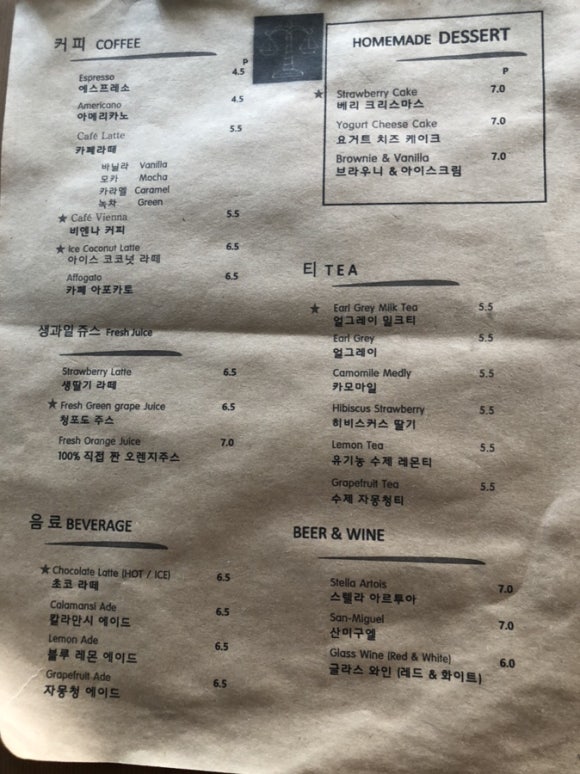 커피 COFFEE
P
Espresso 4.5
에스프레소
Americano 4.5
아메리카노
Café Latte 5.5
카페라떼
바닐라 Vanilla
모카 Mocha
카라멜 Caramel
녹차 Green
★ Café Vienna 5.5
비엔나 커피
★ Ice Coconut Latte 6.5
아이스 코코넛 라떼
Affogato 6.5
카페 아포카토
생과일 쥬스 Fresh Juice
Strawberry Latte 6.5
생딸기 라떼
★ Fresh Green grape Juice 6.5
청포도 주스
Fresh Orange Juice 7.0
100% 직접 짠 오렌지주스
음료 BEVERAGE
★ Chocolate Latte (HOT / ICE) 6.5
초코 라떼
Calamansi Ade 6.5
칼라만시 에이드
Lemon Ade 6.5
블루 레몬 에이드
Grapefruit Ade 6.5
자몽청 에이드
HOMEMADE DESSERT
P
★ Strawberry Cake 7.0
베리 크리스마스
Yogurt Cheese Cake 7.0
요거트 치즈 케이크
Brownie & Vanilla 7.0
브라우니 & 아이스크림
티 TEA
★ Earl Grey Milk Tea 5.5
얼그레이 밀크티
Earl Grey 5.5
얼그레이
Camomile Medly 5.5
카모마일
Hibiscus Strawberry 5.5
히비스커스 딸기
Lemon Tea 5.5
유기농 수제 레몬티
Grapefruit Tea 5.5
수제 자몽청티
BEER & WINE
Stella Artois 7.0
스텔라 아르투아
San-Miguel 7.0
산미구엘
Glass Wine (Red & White) 6.0
글라스 와인 (레드 & 화이트)